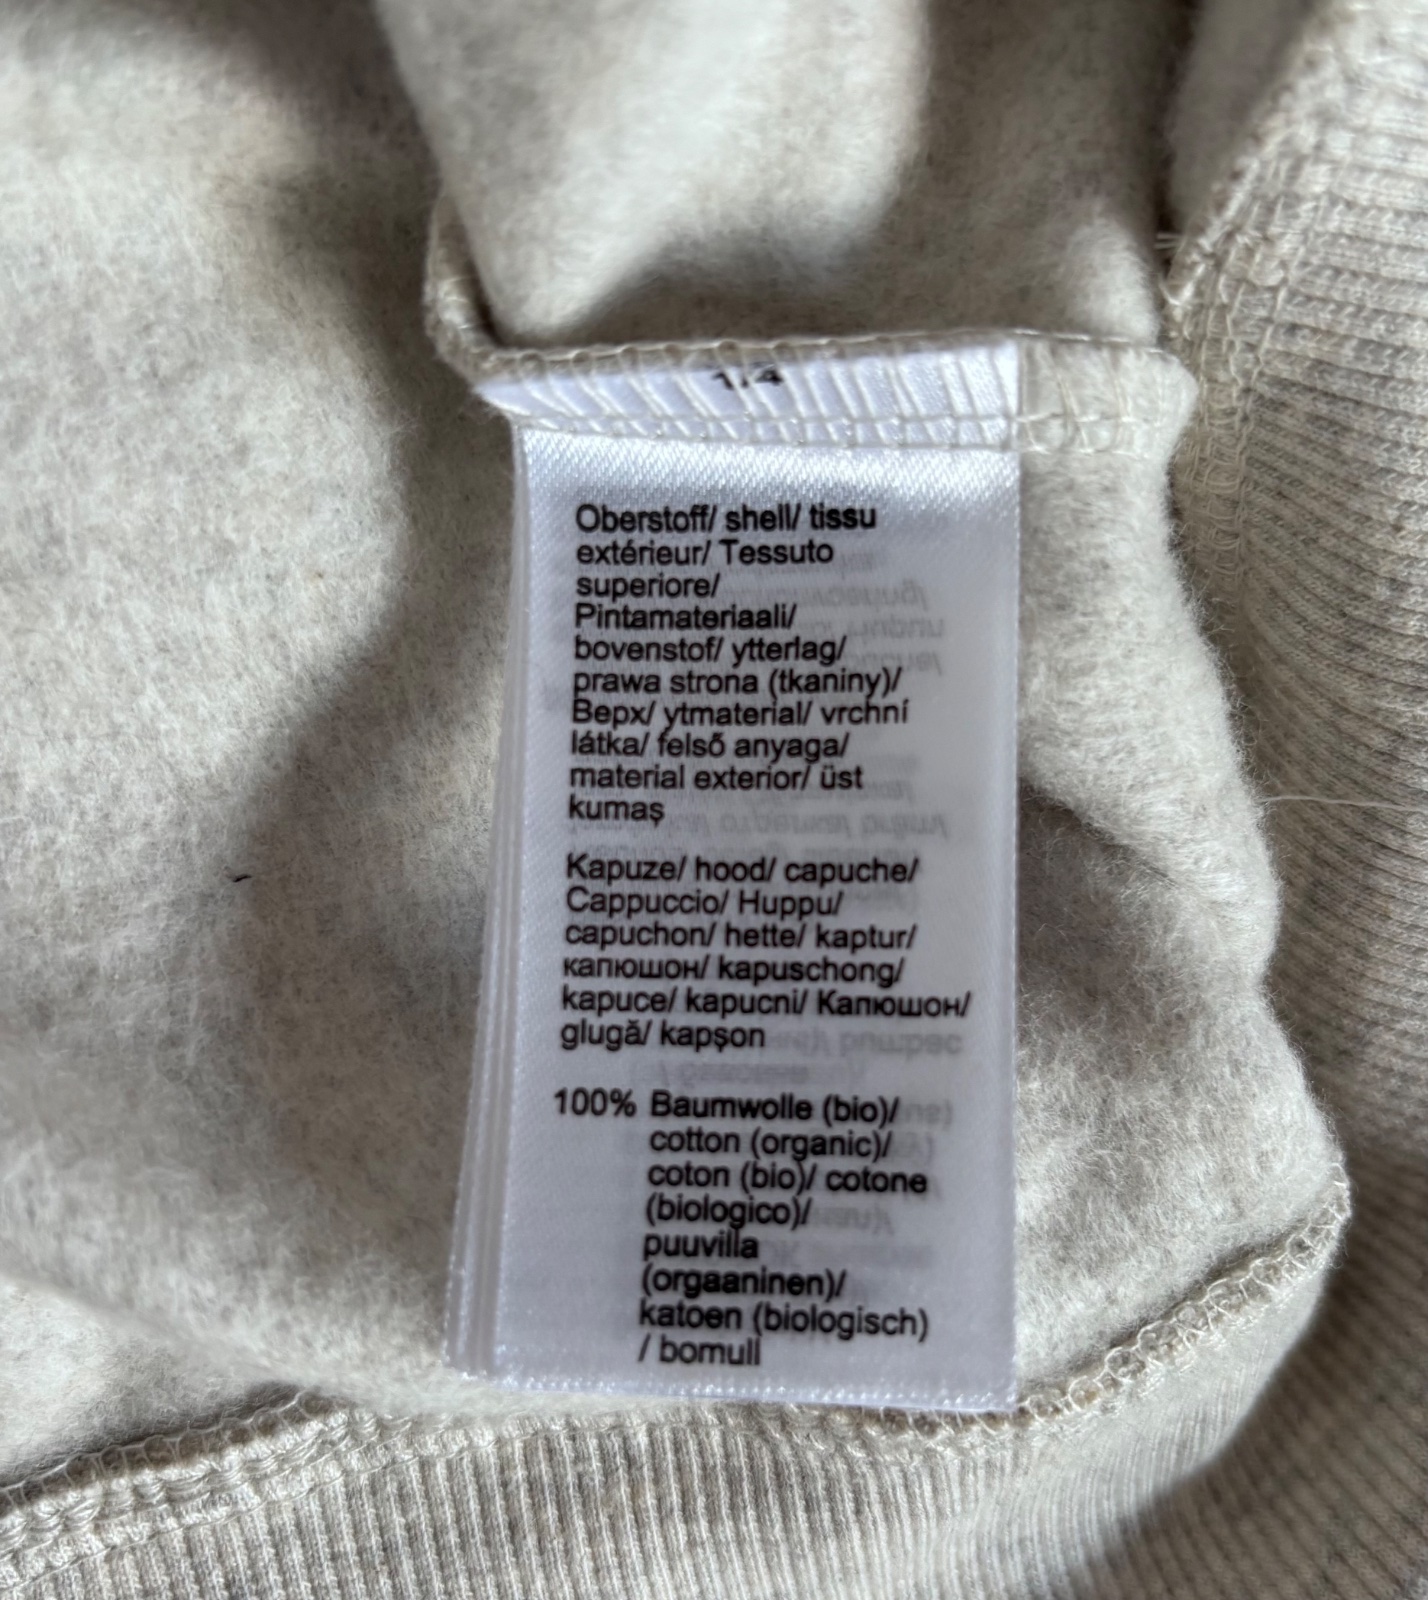 1/4
Oberstoff/ shell/ tissu
extérieur/ Tessuto
superiore/
Pintamateriaali/
bovenstof/ ytterlag/
prawa strona (tkaniny)/
Верх/ ytmaterial/ vrchní
látka/ felső anyaga/
material exterior/ üst
kumaş
Kapuze/ hood/ capuche/
Cappuccio/ Huppu/
capuchon/ hette/ kaptur/
капюшон/ kapuschong/
kapuce/ kapucni/ Капюшон/
glugă/ kapşon
100% Baumwolle (bio)/
cotton (organic)/
coton (bio)/ cotone
(biologico)/
puuvilla
(orgaaninen)/
katoen (biologisch)
/ bomull